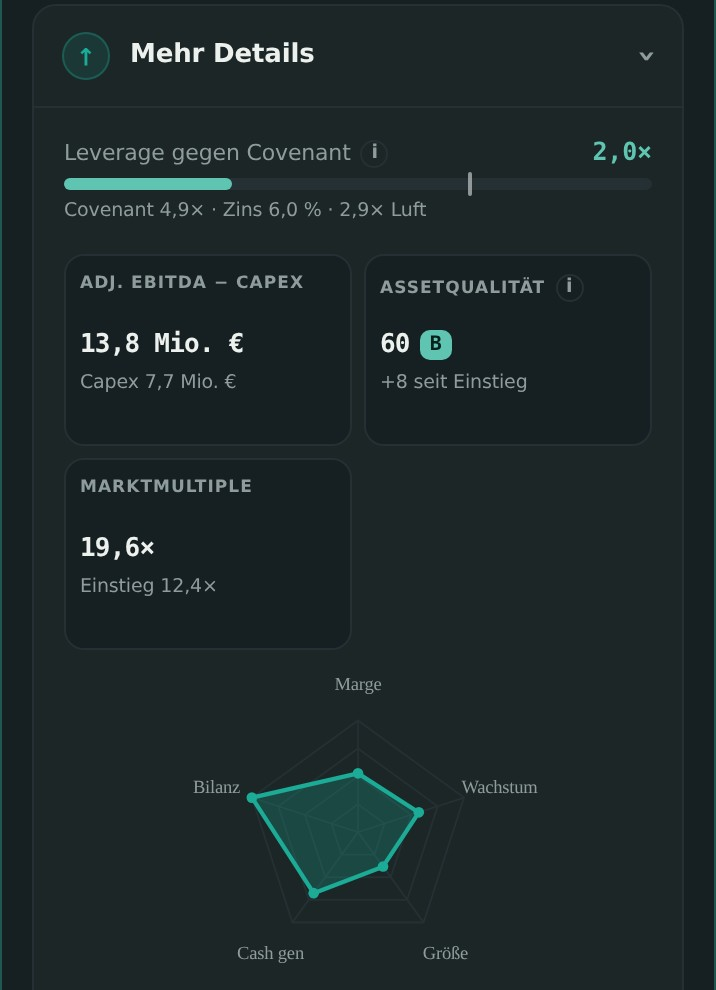 ↑ Mehr Details
Leverage gegen Covenant i 2,0×
Covenant 4,9× · Zins 6,0 % · 2,9× Luft
ADJ. EBITDA – CAPEX
13,8 Mio. €
Capex 7,7 Mio. €
ASSETQUALITÄT i
60 B
+8 seit Einstieg
MARKTMULTIPLE
19,6×
Einstieg 12,4×
Marge
Bilanz
Wachstum
Cash gen
Größe